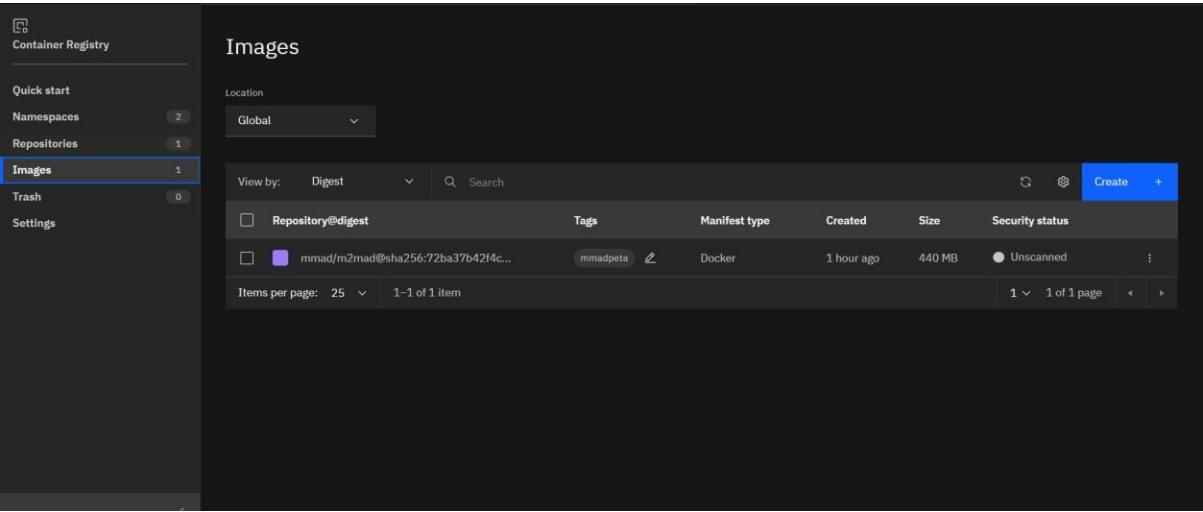 Container Registry
Quick start
Namespaces 2
Repositories 1
Images 1
Trash 0
Settings
Images
Location
Global
View by: Digest Search Create +
Repository@digest Tags Manifest type Created Size Security status
mmad/m2mad@sha256:72ba37b42f4c... mmadpeta Docker 1 hour ago 440 MB Unscanned
Items per page: 25 1–1 of 1 item 1 1 of 1 page